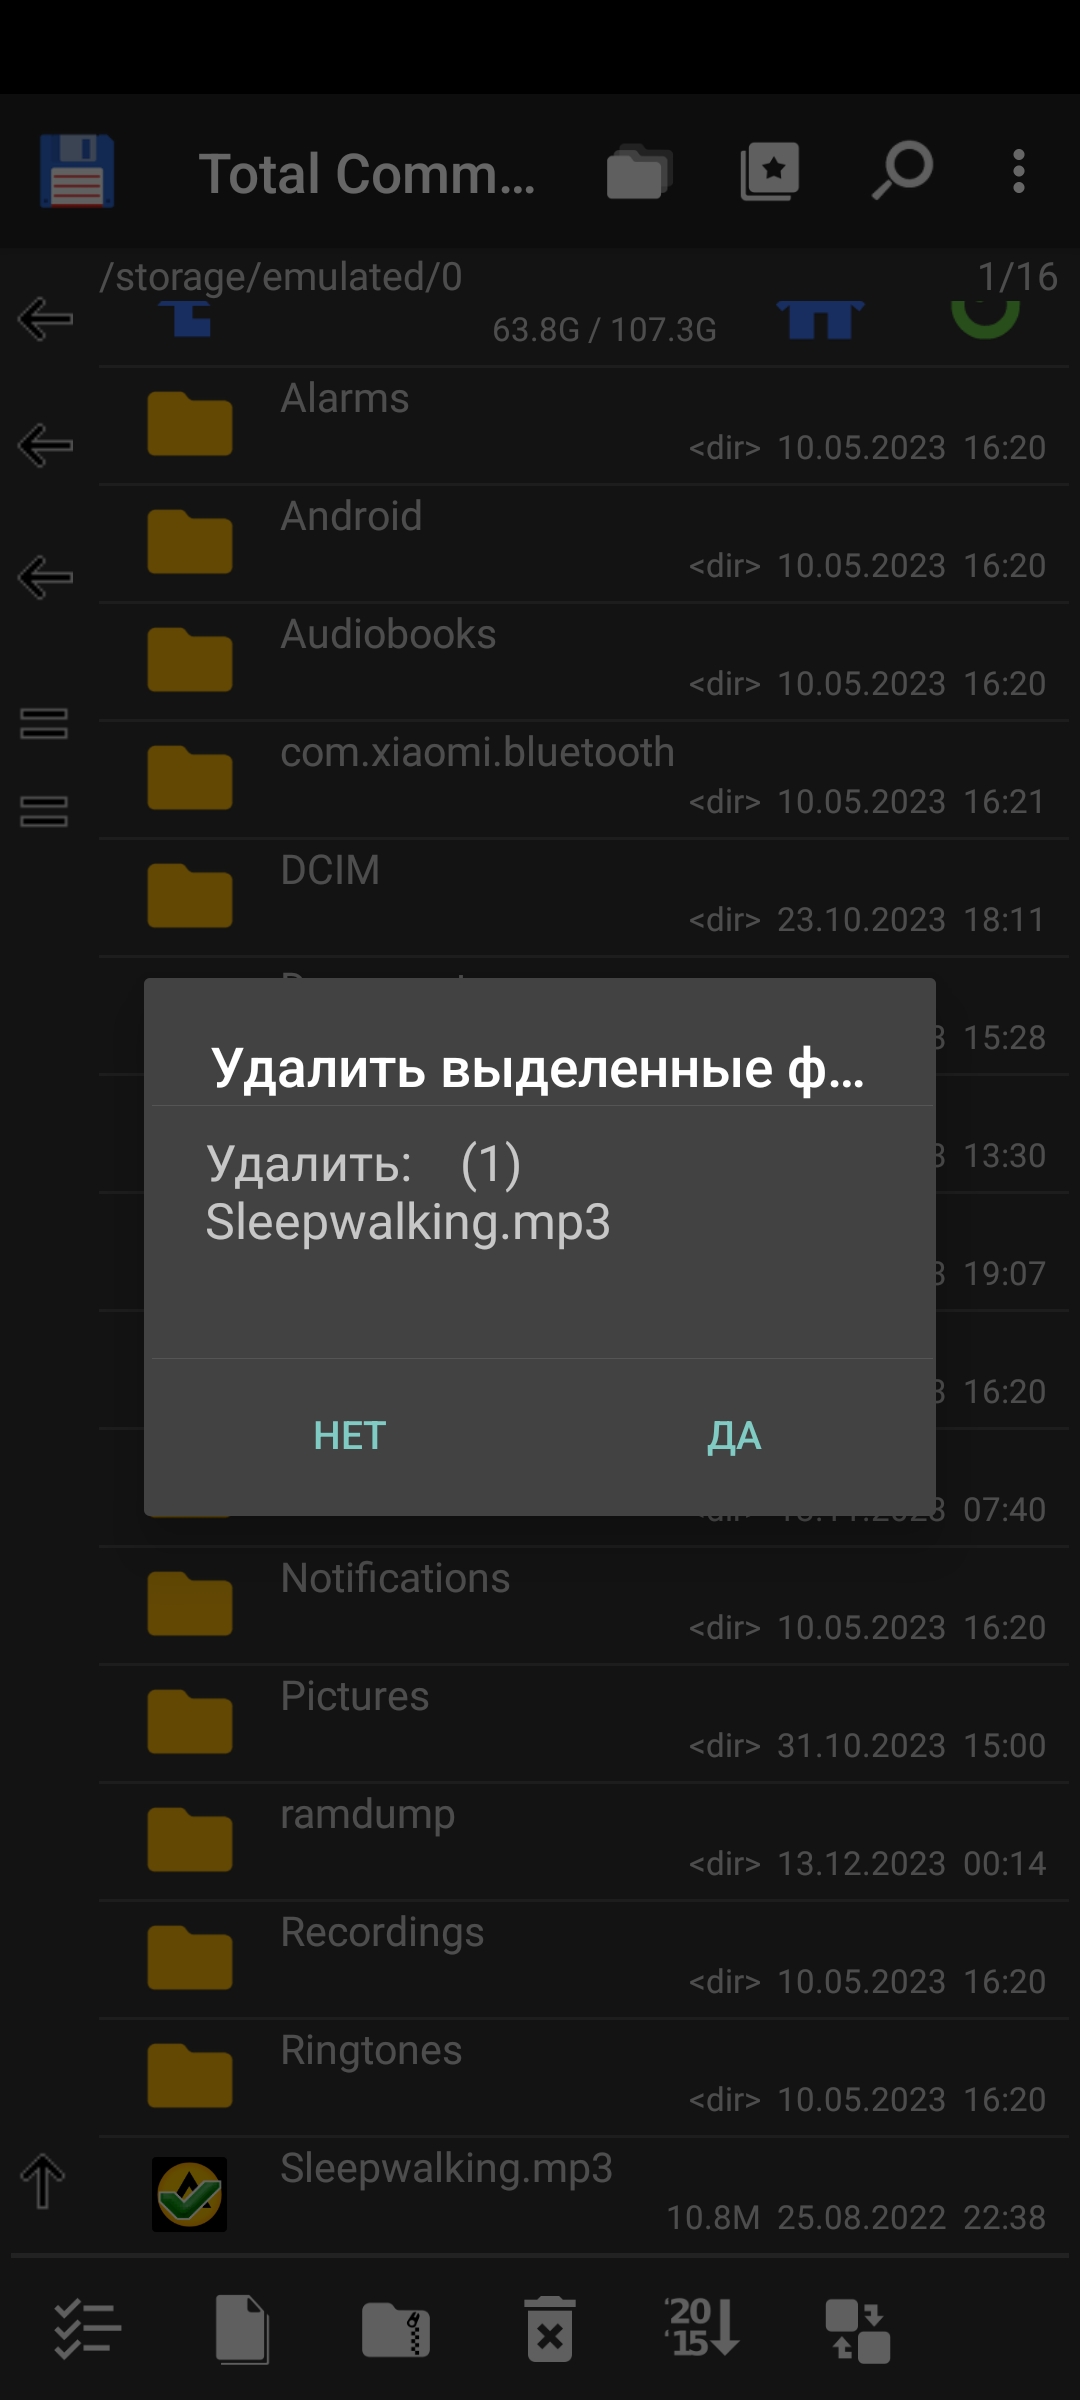 Total Comm...
/storage/emulated/0 1/16
63.8G / 107.3G
Alarms
<dir> 10.05.2023 16:20
Android
<dir> 10.05.2023 16:20
Audiobooks
<dir> 10.05.2023 16:20
com.xiaomi.bluetooth
<dir> 10.05.2023 16:21
DCIM
<dir> 23.10.2023 18:11
15:28
Удалить выделенные ф...
Удалить: (1)
13:30
Sleepwalking.mp3
19:07
16:20
НЕТ ДА
07:40
Notifications
<dir> 10.05.2023 16:20
Pictures
<dir> 31.10.2023 15:00
ramdump
<dir> 13.12.2023 00:14
Recordings
<dir> 10.05.2023 16:20
Ringtones
<dir> 10.05.2023 16:20
Sleepwalking.mp3
10.8M 25.08.2022 22:38
'20
'15